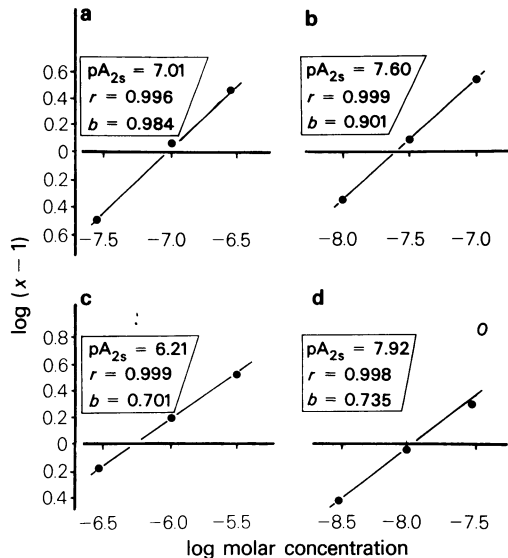 a
pA2s = 7.01
r = 0.996
b = 0.984
0.6
0.4
0.2
0
0.2
0.4
0.6
−7.5 −7.0 −6.5
b
pA2s = 7.60
r = 0.999
b = 0.901
−8.0 −7.5 −7.0
log (x − 1)
c
pA2s = 6.21
r = 0.999
b = 0.701
0.8
0.6
0.4
0.2
0
0.2
0.4
−6.5 −6.0 −5.5
d
O
pA2s = 7.92
r = 0.998
b = 0.735
−8.5 −8.0 −7.5
log molar concentration